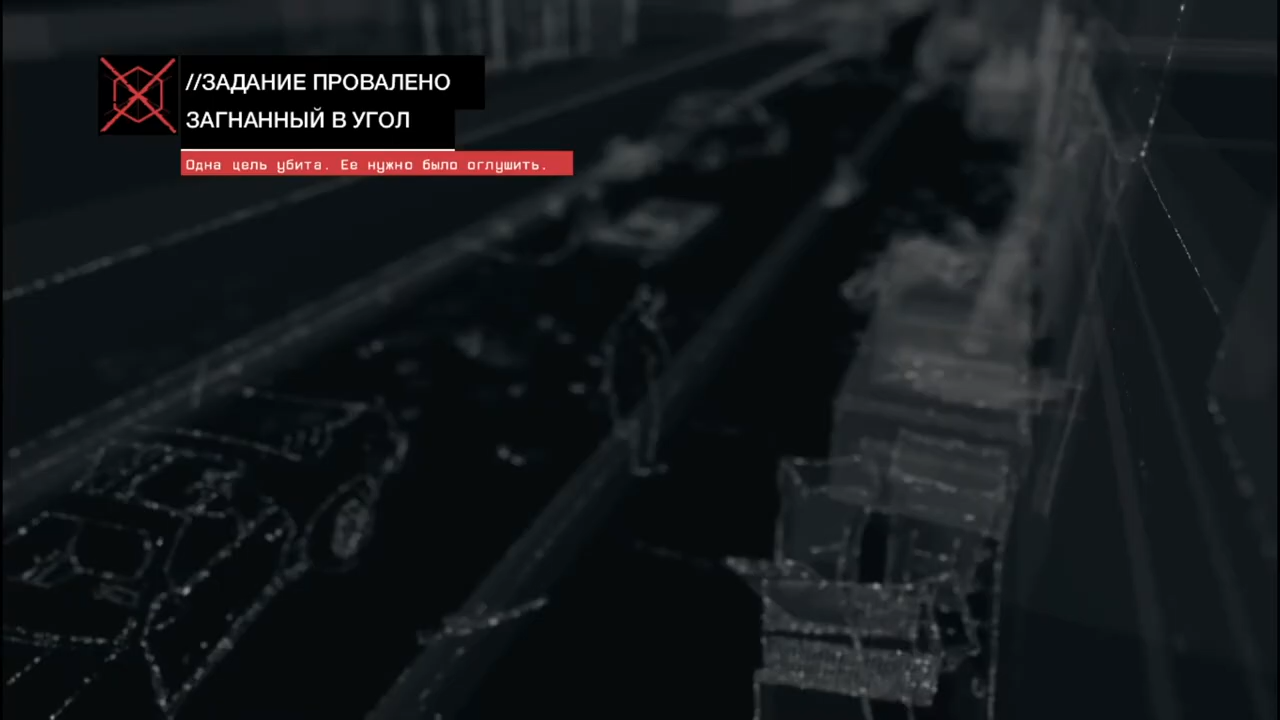 //ЗАДАНИЕ ПРОВАЛЕНО
ЗАГНАННЫЙ В УГОЛ
Одна цель убита. Ее нужно было оглушить.